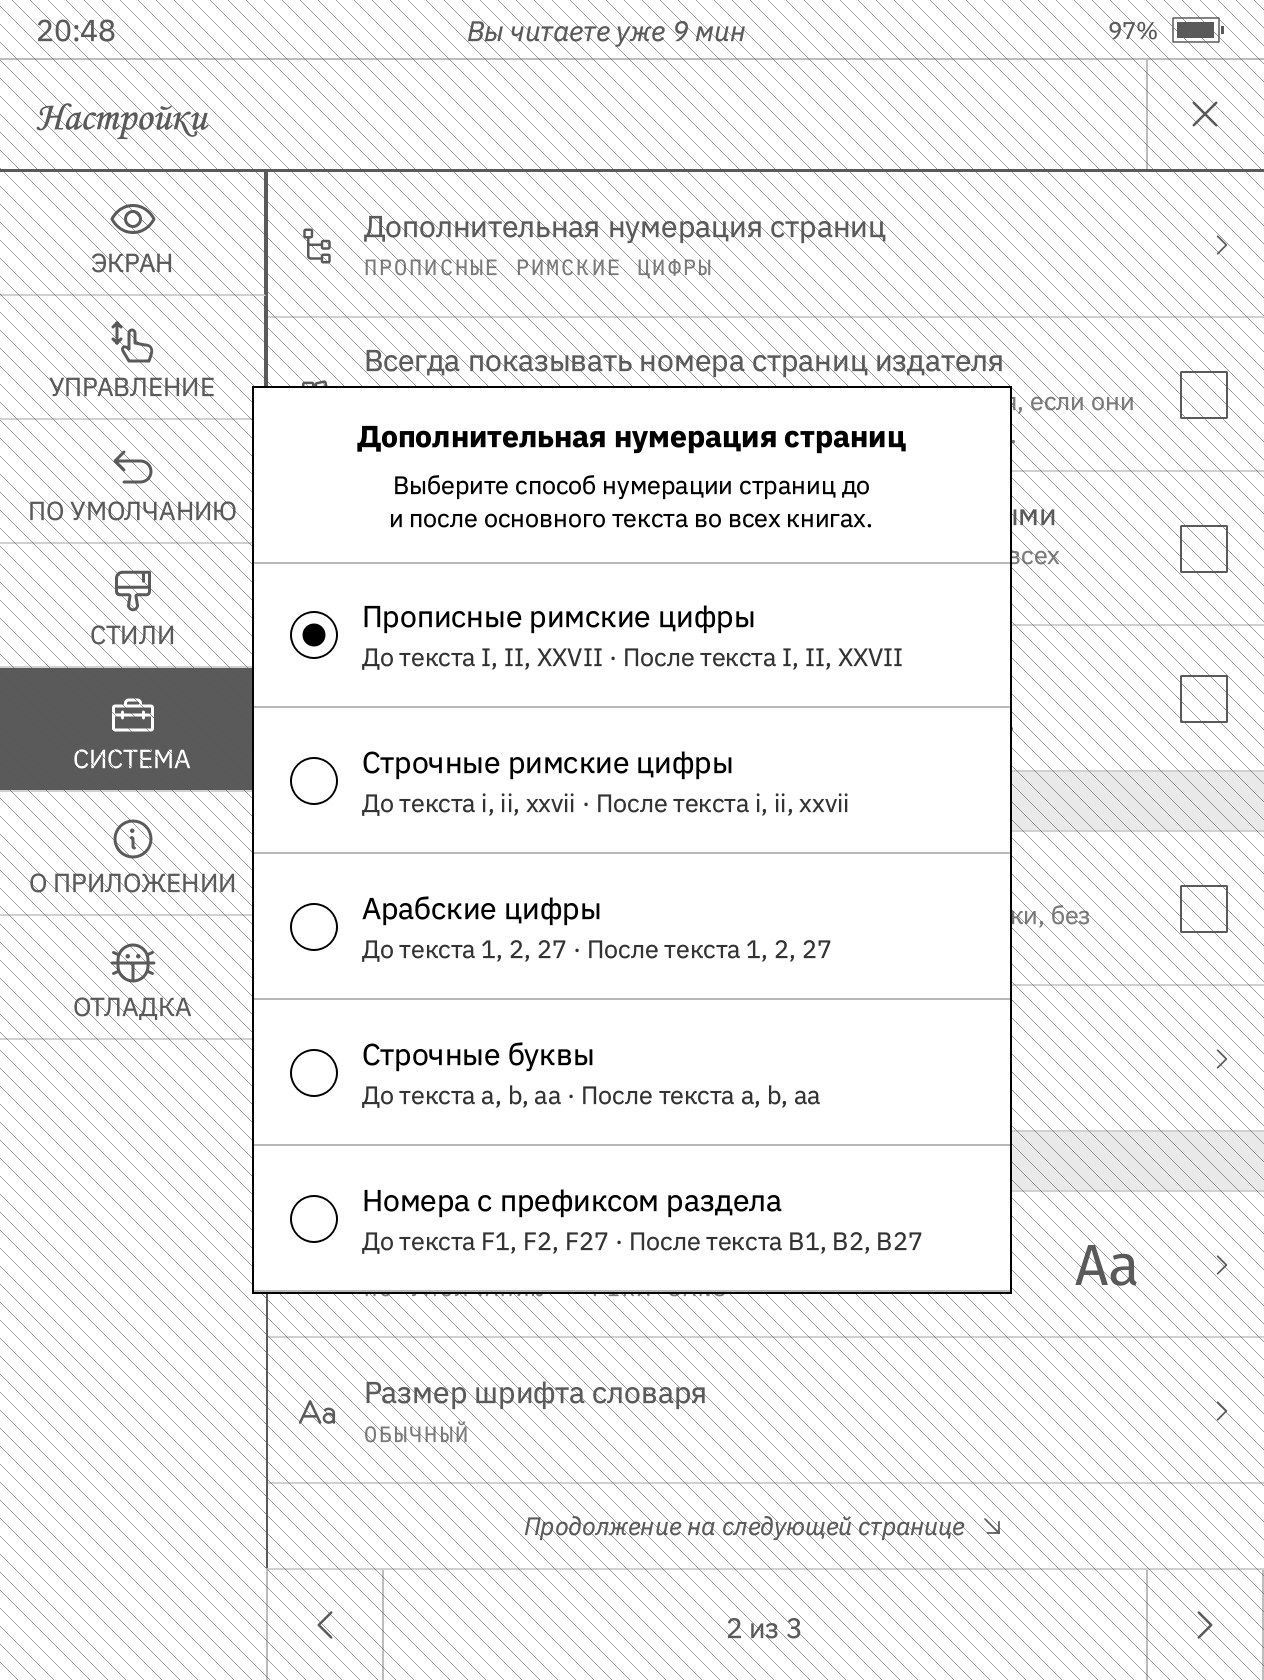 20:48
Вы читаете уже 9 мин
97%
Настройки
ЭКРАН
УПРАВЛЕНИЕ
ПО УМОЛЧАНИЮ
СТИЛИ
СИСТЕМА
О ПРИЛОЖЕНИИ
ОТЛАДКА
Дополнительная нумерация страниц
ПРОПИСНЫЕ РИМСКИЕ ЦИФРЫ
Всегда показывать номера страниц издателя
если они
всех
без
Дополнительная нумерация страниц
Выберите способ нумерации страниц до
и после основного текста во всех книгах.
Прописные римские цифры
До текста I, II, XXVII · После текста I, II, XXVII
Строчные римские цифры
До текста i, ii, xxvii · После текста i, ii, xxvii
Арабские цифры
До текста 1, 2, 27 · После текста 1, 2, 27
Строчные буквы
До текста a, b, aa · После текста a, b, aa
Номера с префиксом раздела
До текста F1, F2, F27 · После текста B1, B2, B27
Aa
Aa
Размер шрифта словаря
ОБЫЧНЫЙ
Продолжение на следующей странице
2 из 3